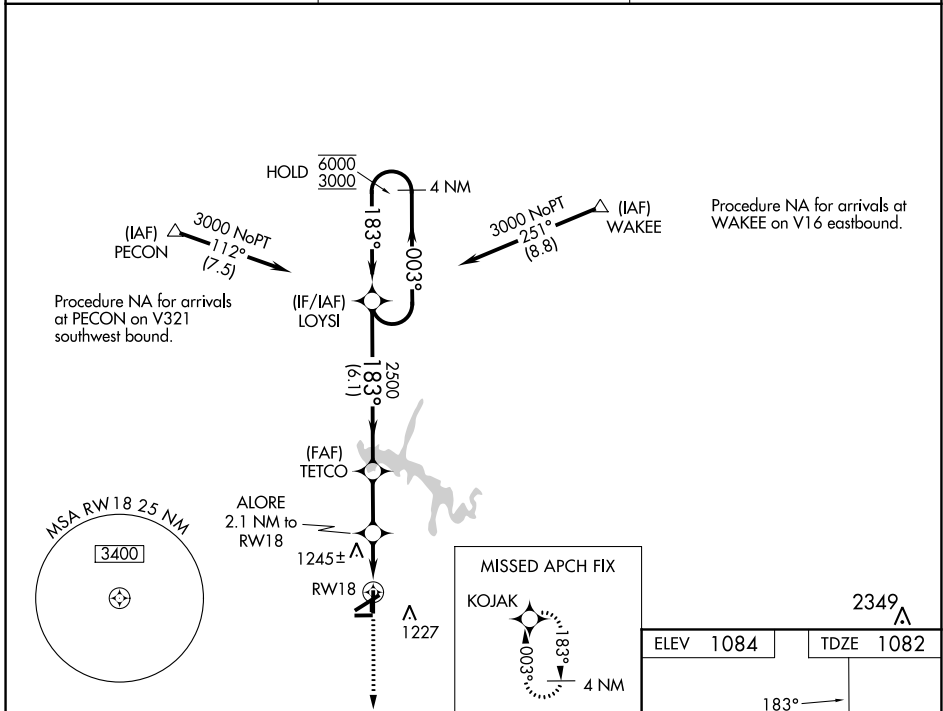 HOLD 6000
3000
4 NM
183°
003°
3000 NoPT
112°
(7.5)
(IAF)
PECON
3000 NoPT
251°
(8.8)
(IAF)
WAKEE
Procedure NA for arrivals at
WAKEE on V16 eastbound.
Procedure NA for arrivals
at PECON on V321
southwest bound.
(IF/IAF)
LOYSI
2500
183°
(6.1)
(FAF)
TETCO
ALORE
2.1 NM to
RW18
1245±
RW18
1227
MSA RW18 25 NM
3400
MISSED APCH FIX
KOJAK
003°
183°
4 NM
2349
ELEV 1084
TDZE 1082
183°